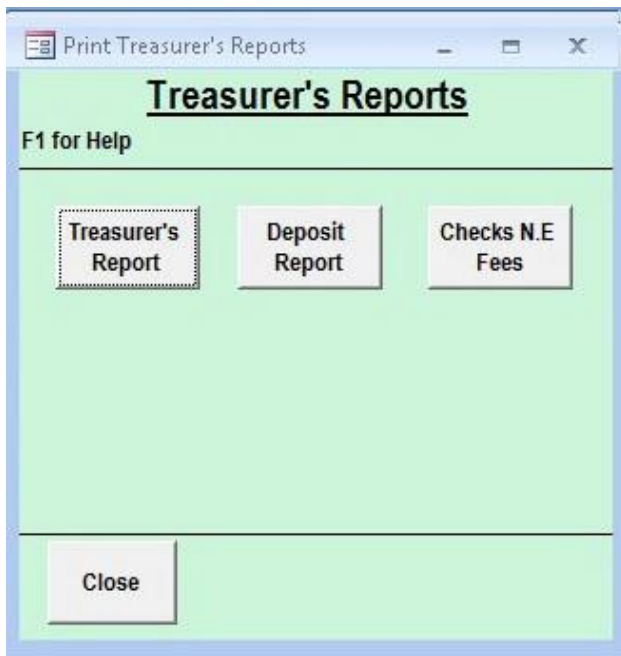 Print Treasurer's Reports
Treasurer's Reports
F1 for Help
Treasurer's
Report
Deposit
Report
Checks N.E
Fees
Close